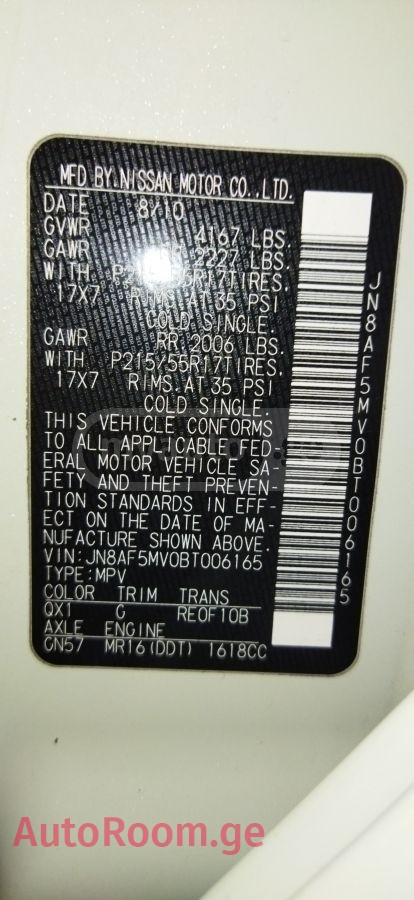 MFD BY NISSAN MOTOR CO., LTD.
DATE 8/10
GVWR 4167 LBS.
GAWR 2227 LBS.
WITH R17TIRES.
17X7 RIMS AT 35 PSI
COLD SINGLE.
GAWR RR 2006 LBS.
WITH P215/55R17TIRES.
17X7 RIMS AT 35 PSI
COLD SINGLE.
THIS VEHICLE CONFORMS
TO ALL APPLICABLE FED-
ERAL MOTOR VEHICLE SA-
FETY AND THEFT PREVEN-
TION STANDARDS IN EFF-
ECT ON THE DATE OF MA-
NUFACTURE SHOWN ABOVE.
VIN:JN8AF5MV0BT006165
TYPE:MPV
COLOR TRIM TRANS
QX1 G RE0F10B
AXLE ENGINE
GN57 MR16(DDT) 1618CC
JN8AF5MV0BT006165
AutoRoom.ge